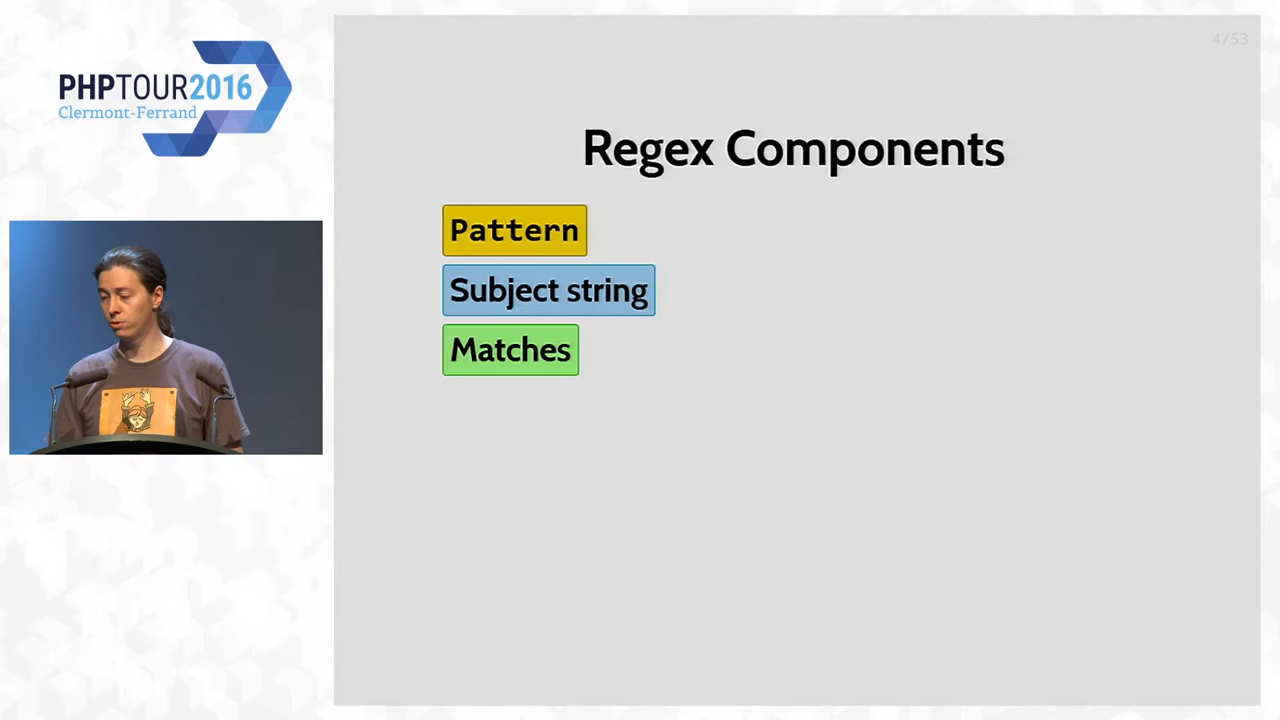 PHPTOUR2016
Clermont-Ferrand
4/53
Regex Components
Pattern
Subject string
Matches